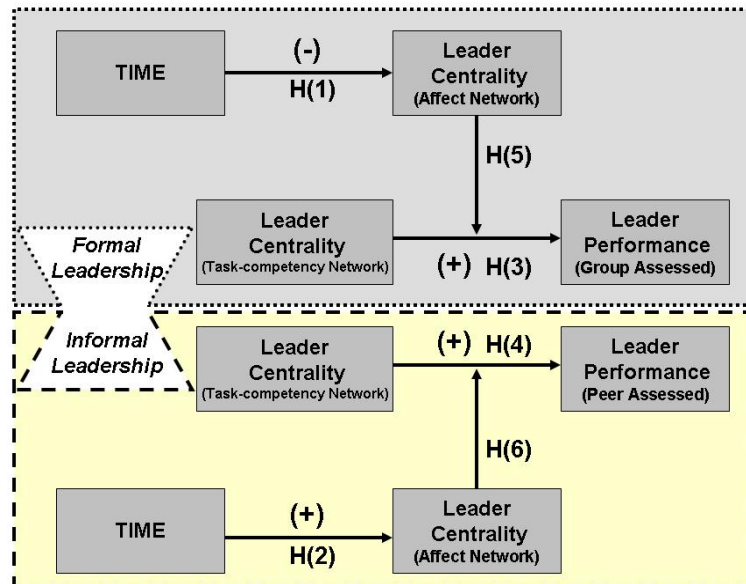 TIME
(-)
H(1)
Leader
Centrality
(Affect Network)
H(5)
Formal
Leadership
Leader
Centrality
(Task-competency Network)
(+) H(3)
Leader
Performance
(Group Assessed)
Informal
Leadership
Leader
Centrality
(Task-competency Network)
(+) H(4)
Leader
Performance
(Peer Assessed)
H(6)
TIME
(+)
H(2)
Leader
Centrality
(Affect Network)